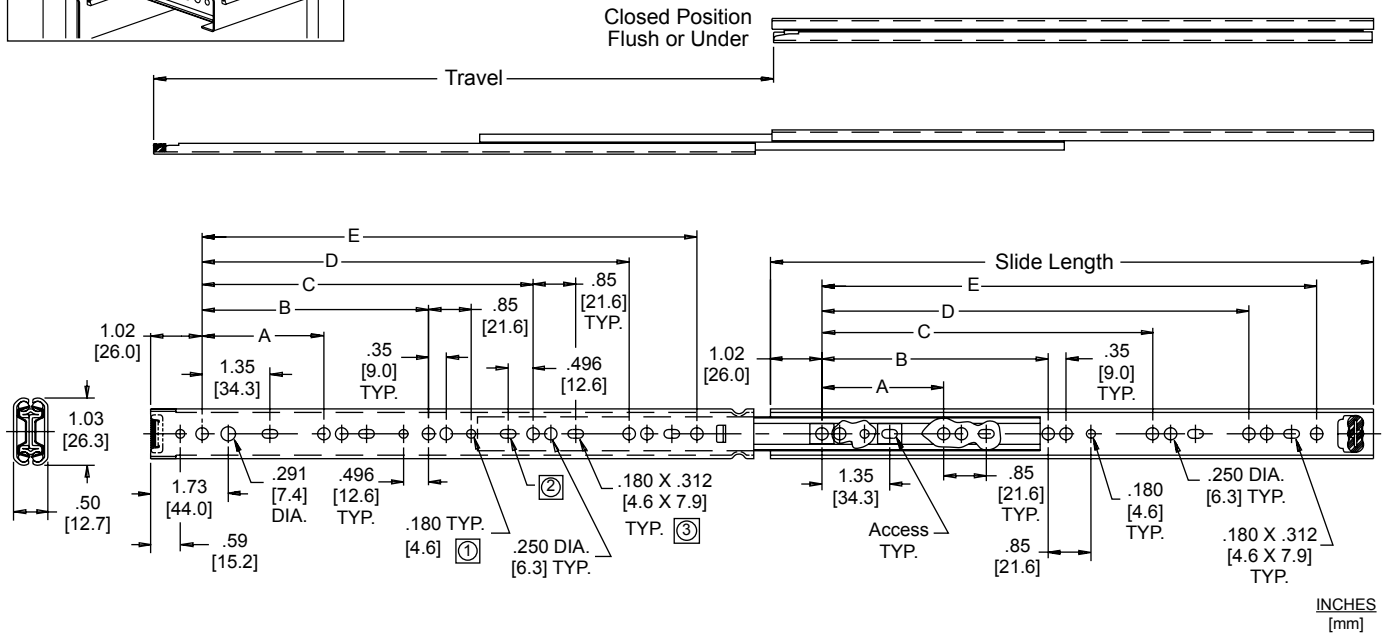 Closed Position
Flush or Under
Travel
E
D
C
B
A
.85
[21.6]
TYP.
.85
[21.6]
1.02
[26.0]
1.35
[34.3]
.35
[9.0]
TYP.
.496
[12.6]
1.03
[26.3]
.50
[12.7]
1.73
[44.0]
.59
[15.2]
.291
[7.4]
DIA.
.496
[12.6]
TYP.
.180 TYP.
[4.6] 1
2
.250 DIA.
[6.3] TYP.
.180 X .312
[4.6 X 7.9]
TYP. 3
Slide Length
E
D
C
B
A
1.02
[26.0]
.35
[9.0]
TYP.
1.35
[34.3]
Access
TYP.
.85
[21.6]
TYP.
.85
[21.6]
.180
[4.6]
TYP.
.250 DIA.
[6.3] TYP.
.180 X .312
[4.6 X 7.9]
TYP.
INCHES
[mm]